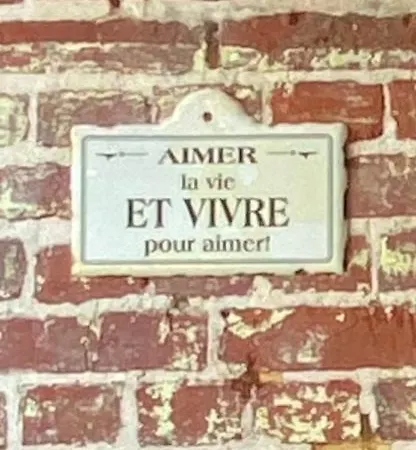 AIMER
la vie
ET VIVRE
pour aimer!